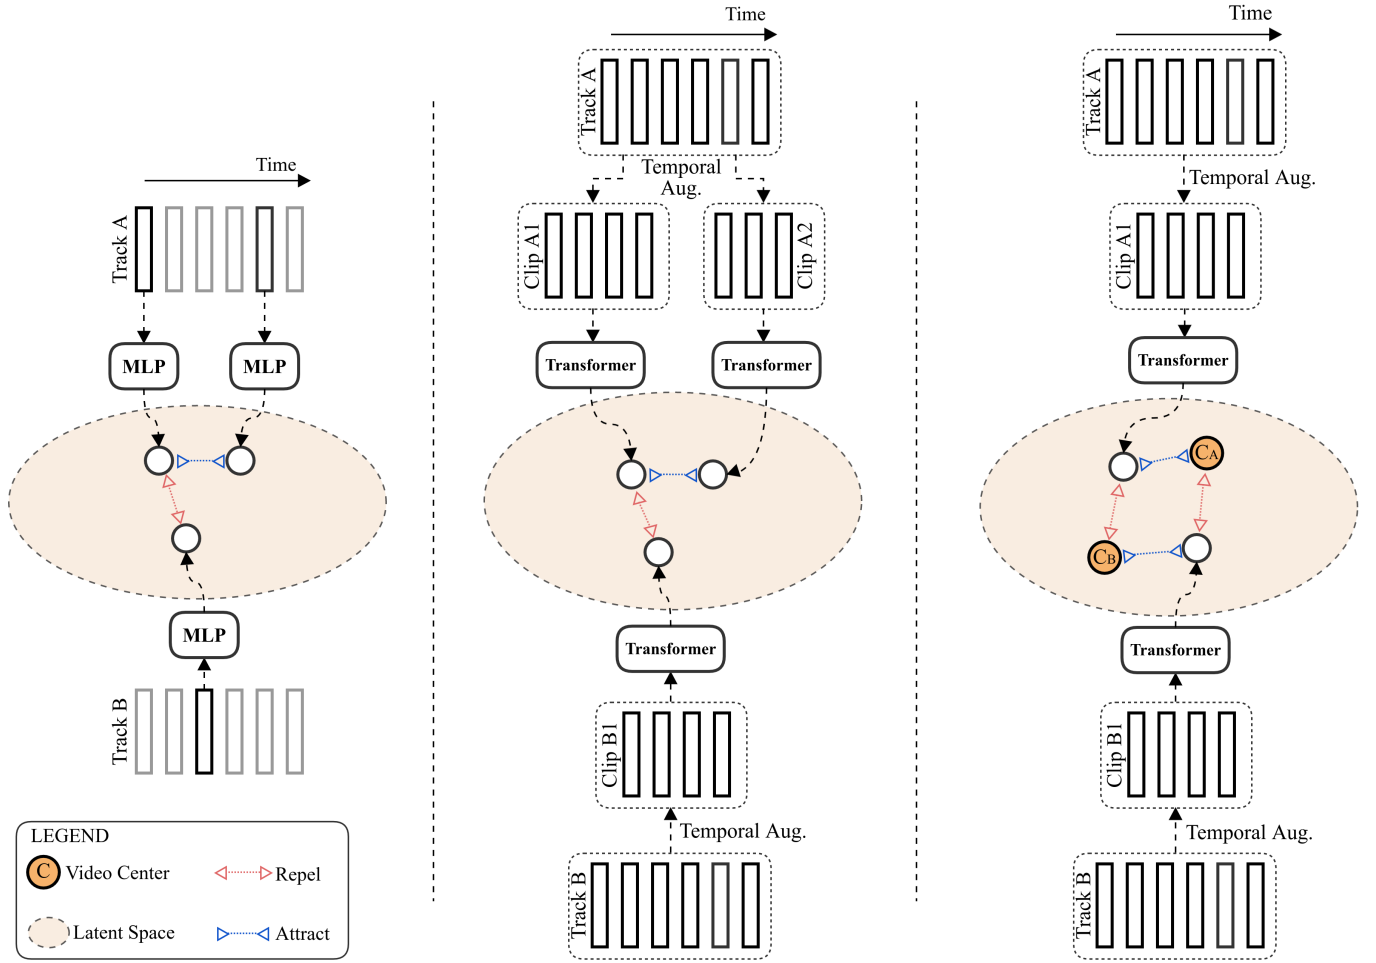 Time
Track A
MLP
MLP
MLP
Track B
LEGEND
C Video Center
Repel
Latent Space
Attract
Time
Track A
Temporal
Aug.
Clip A1
Clip A2
Transformer
Transformer
Transformer
Clip B1
Temporal Aug.
Track B
Time
Track A
Temporal Aug.
Clip A1
Transformer
CA
CB
Transformer
Clip B1
Temporal Aug.
Track B